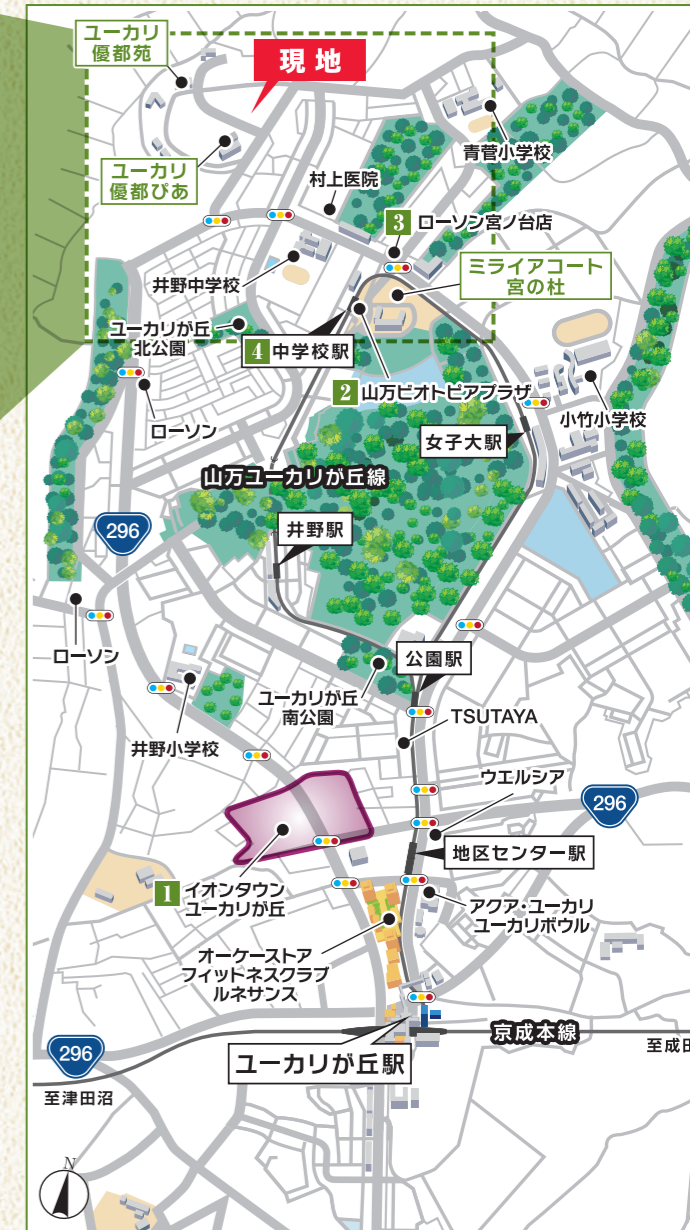 ユーカリ
優都苑
現地
青菅小学校
ユーカリ
優都ぴあ
村上医院
3 ローソン宮ノ台店
井野中学校
ミライアコート
宮の杜
ユーカリが丘
北公園
4 中学校駅
2 山万ビオトピアプラザ
ローソン
小竹小学校
女子大駅
山万ユーカリが丘線
296
井野駅
ローソン
公園駅
ユーカリが丘
南公園
TSUTAYA
井野小学校
ウエルシア
296
地区センター駅
1 イオンタウン
ユーカリが丘
アクア・ユーカリ
ユーカリボウル
オーケーストア
フィットネスクラブ
ルネサンス
京成本線
296
ユーカリが丘駅
至成田
至津田沼
N